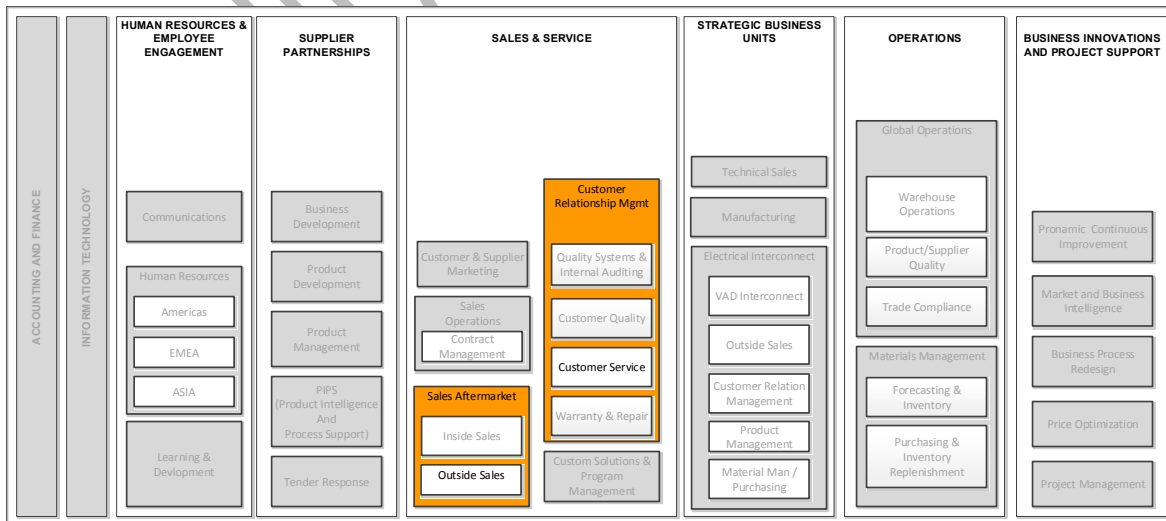 ACCOUNTING AND FINANCE
INFORMATION TECHNOLOGY
HUMAN RESOURCES &
EMPLOYEE
ENGAGEMENT
Communications
Human Resources
Americas
EMEA
ASIA
Learning &
Devlopment
SUPPLIER
PARTNERSHIPS
Business
Development
Product
Development
Product
Management
PIPS
(Product Intelligence
And
Process Support)
Tender Response
SALES & SERVICE
Customer & Supplier
Marketing
Sales
Operations
Contract
Management
Sales Aftermarket
Inside Sales
Outside Sales
Customer
Relationship Mgmt
Quality Systems &
Internal Auditing
Customer Quality
Customer Service
Warranty & Repair
Custom Solutions &
Program
Management
STRATEGIC BUSINESS
UNITS
Technical Sales
Manufacturing
Electrical Interconnect
VAD Interconnect
Outside Sales
Customer Relation
Management
Product
Management
Material Man /
Purchasing
OPERATIONS
Global Operations
Warehouse
Operations
Product/Supplier
Quality
Trade Compliance
Materials Management
Forecasting &
Inventory
Purchasing &
Inventory
Replenishment
BUSINESS INNOVATIONS
AND PROJECT SUPPORT
Pronamic Continuous
Improvement
Market and Business
Intelligence
Business Process
Redesign
Price Optimization
Project Management